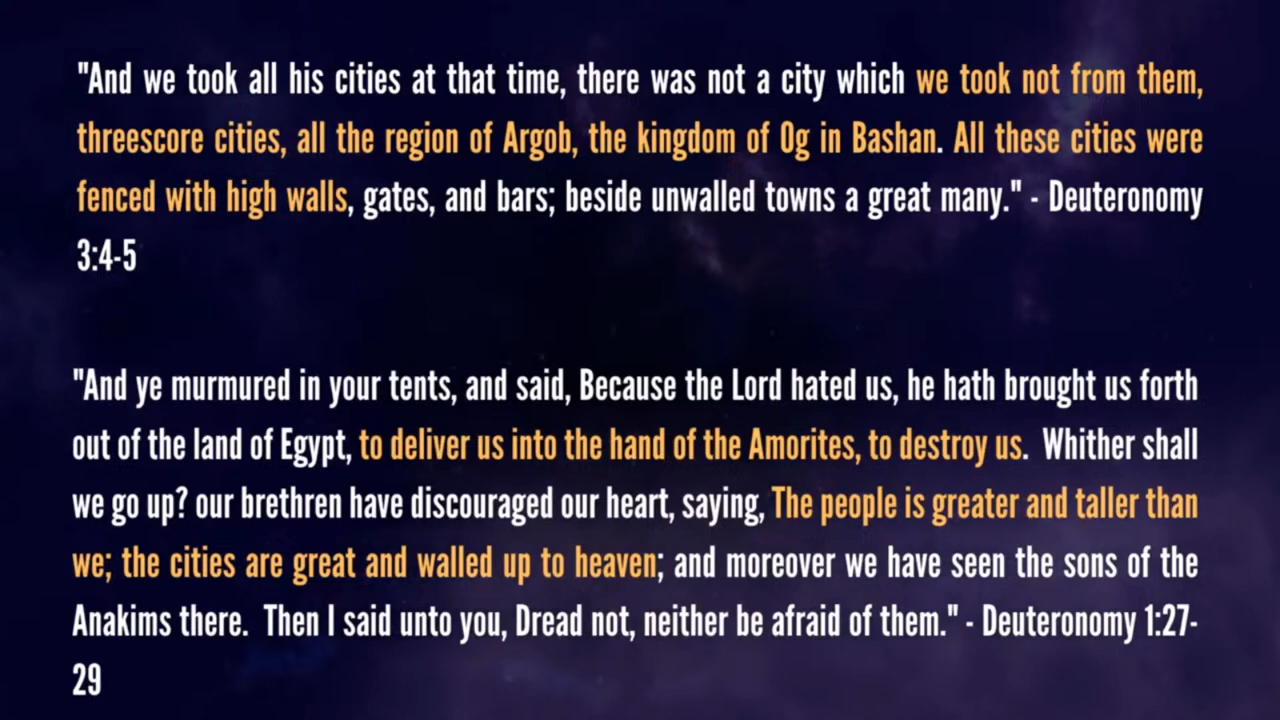 "And we took all his cities at that time, there was not a city which we took not from them,
threescore cities, all the region of Argob, the kingdom of Og in Bashan. All these cities were
fenced with high walls, gates, and bars; beside unwalled towns a great many." - Deuteronomy
3:4-5
"And ye murmured in your tents, and said, Because the Lord hated us, he hath brought us forth
out of the land of Egypt, to deliver us into the hand of the Amorites, to destroy us. Whither shall
we go up? our brethren have discouraged our heart, saying, The people is greater and taller than
we; the cities are great and walled up to heaven; and moreover we have seen the sons of the
Anakims there. Then I said unto you, Dread not, neither be afraid of them." - Deuteronomy 1:27-
29